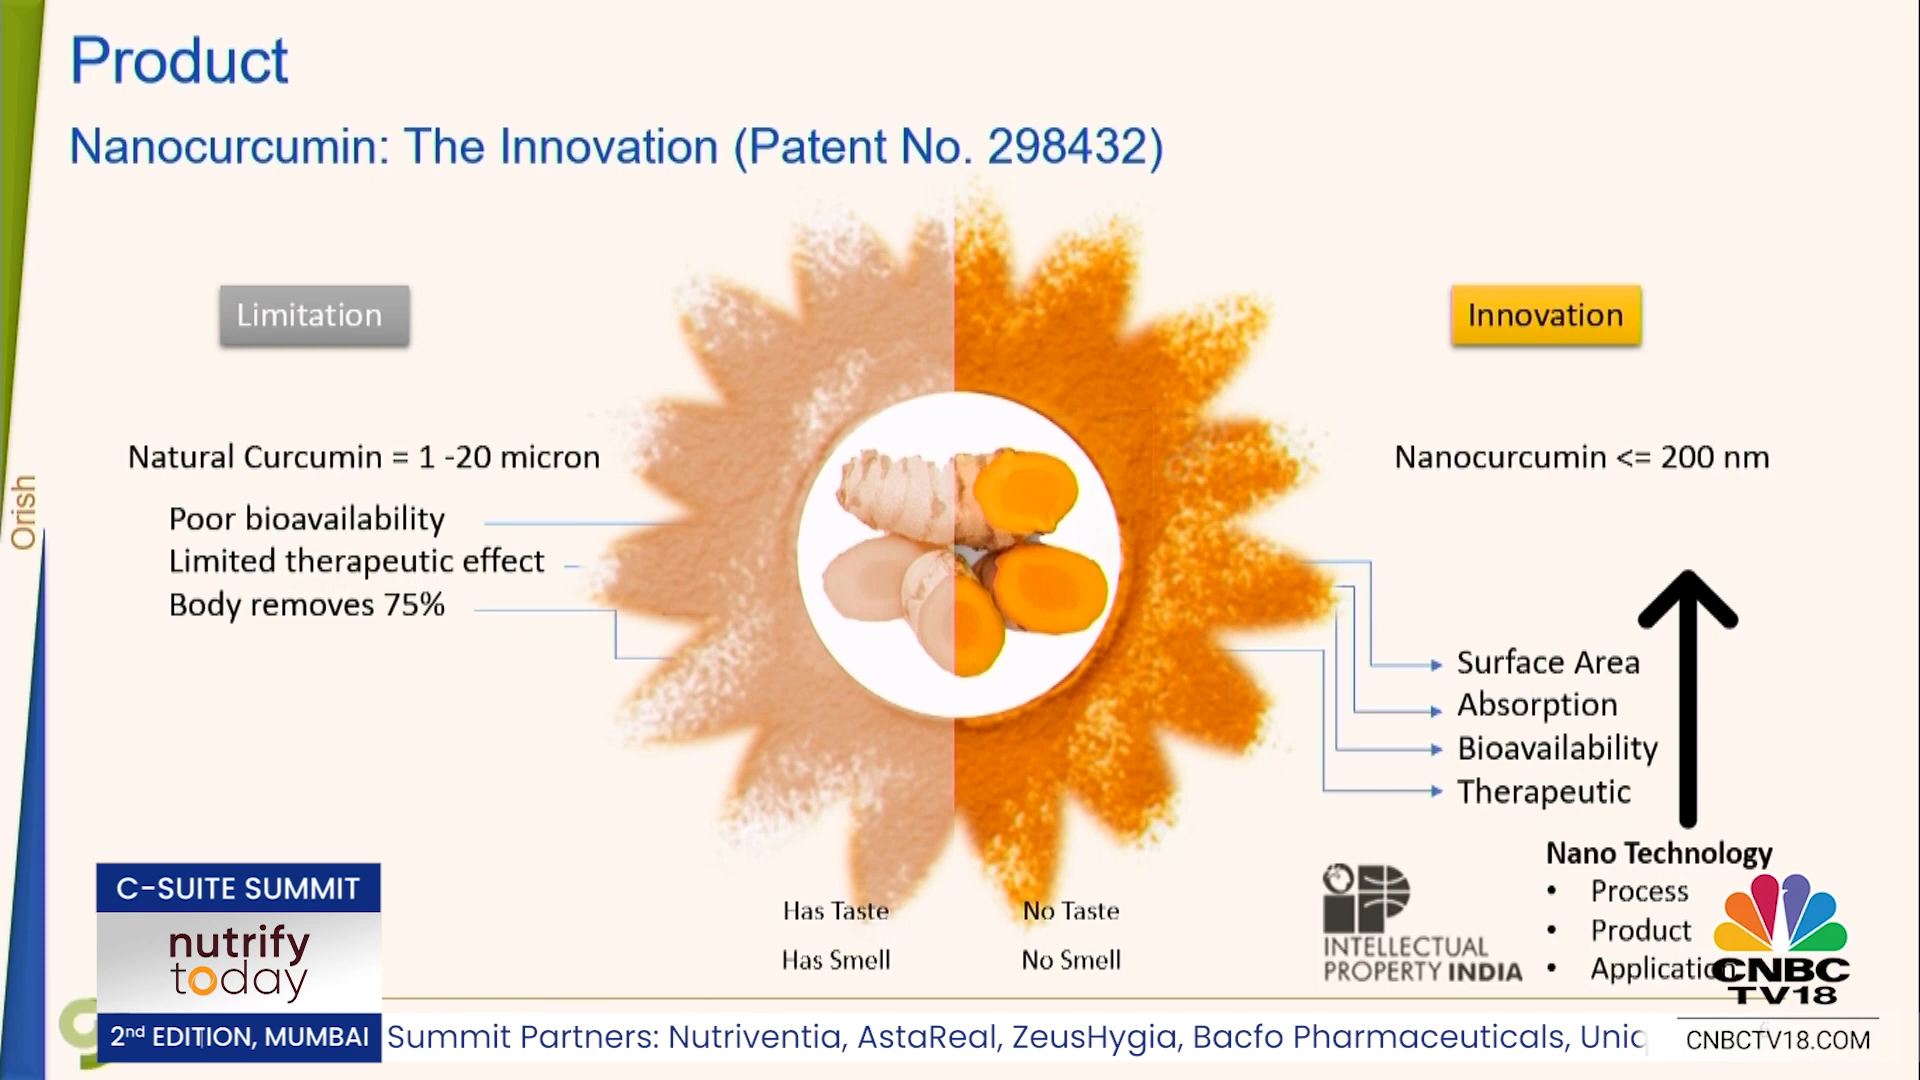 Product
Nanocurcumin: The Innovation (Patent No. 298432)
Limitation
Innovation
Natural Curcumin = 1 -20 micron
Poor bioavailability
Limited therapeutic effect
Body removes 75%
Nanocurcumin <= 200 nm
Surface Area
Absorption
Bioavailability
Therapeutic
Orish
Has Taste
No Taste
Has Smell
No Smell
INTELLECTUAL
PROPERTY INDIA
Nano Technology
• Process
• Product
• Application
CNBC
TV18
C-SUITE SUMMIT
nutrify
today
2nd EDITION, MUMBAI
Summit Partners: Nutriventia, AstaReal, ZeusHygia, Bacfo Pharmaceuticals,
CNBCTV18.COM